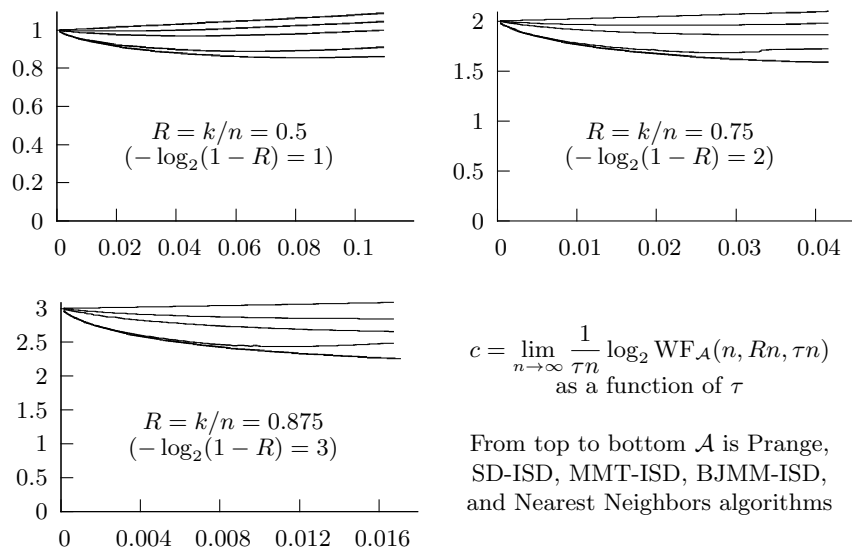 1
0.8
0.6
0.4
0.2
0
0 0.02 0.04 0.06 0.08 0.1
R = k/n = 0.5
(− log₂(1 − R) = 1)
2
1.5
1
0.5
0
0 0.01 0.02 0.03 0.04
R = k/n = 0.75
(− log₂(1 − R) = 2)
3
2.5
2
1.5
1
0.5
0
0 0.004 0.008 0.012 0.016
R = k/n = 0.875
(− log₂(1 − R) = 3)
c = lim_{n→∞} \frac{1}{τn} log₂ WF_𝒜(n, Rn, τn)
as a function of τ
From top to bottom 𝒜 is Prange,
SD-ISD, MMT-ISD, BJMM-ISD,
and Nearest Neighbors algorithms